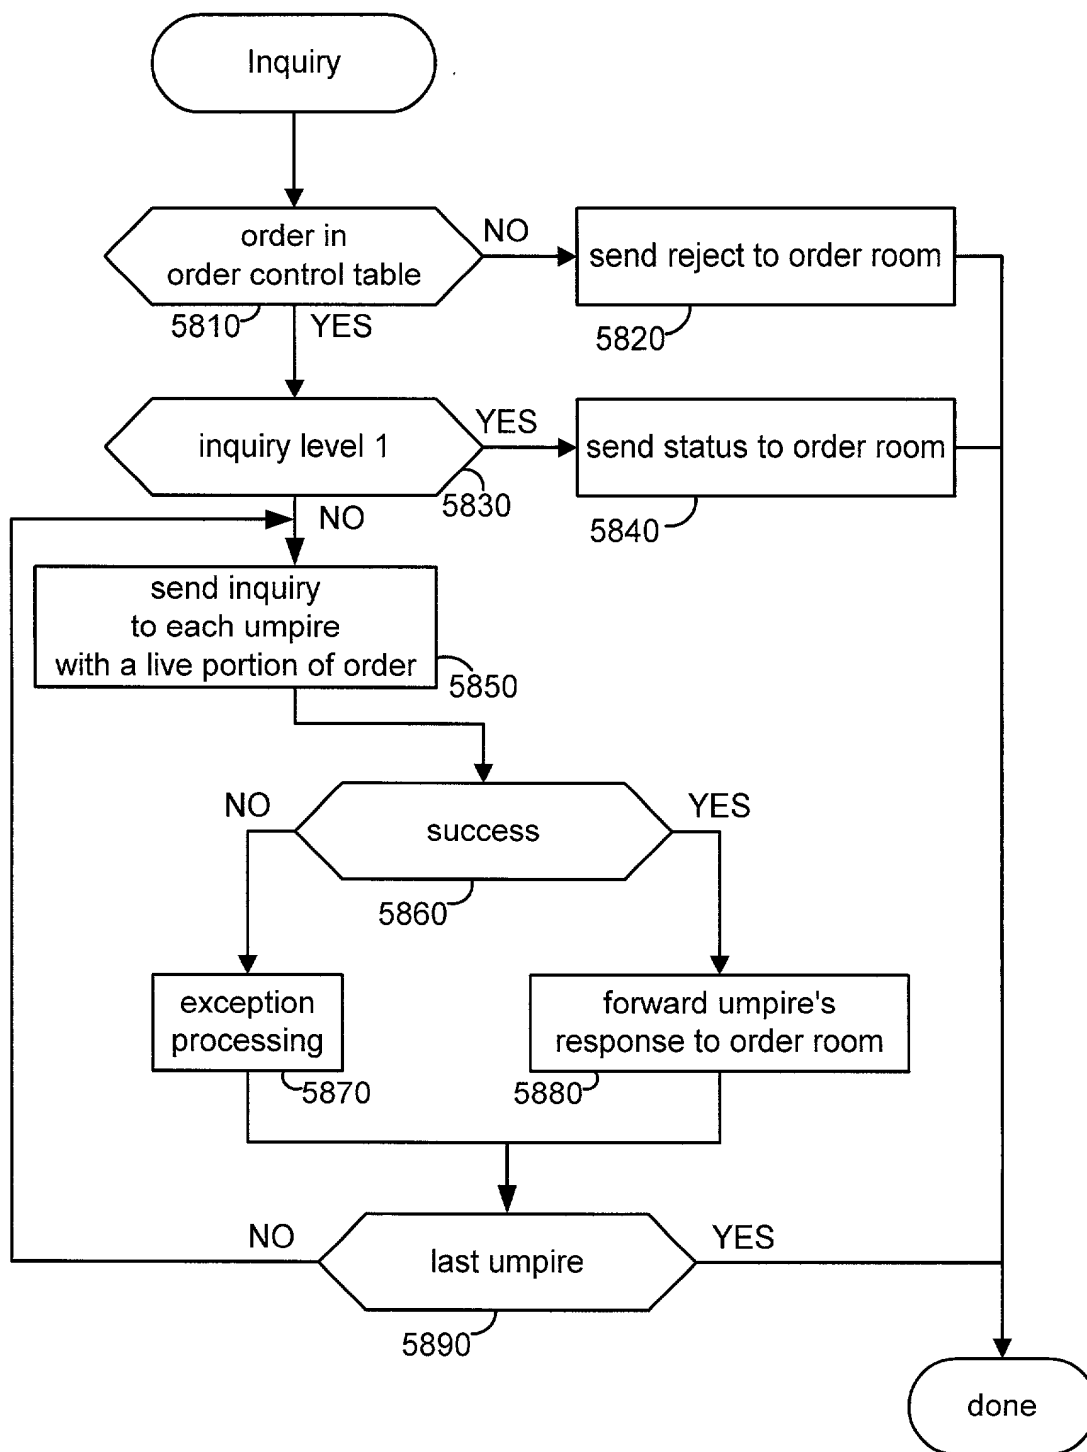 Inquiry
order in
order control table
NO
send reject to order room
5810
YES
5820
inquiry level 1
YES
send status to order room
5830
NO
5840
send inquiry
to each umpire
with a live portion of order
5850
NO
success
YES
5860
exception
processing
forward umpire's
response to order room
5870
5880
NO
last umpire
YES
5890
done